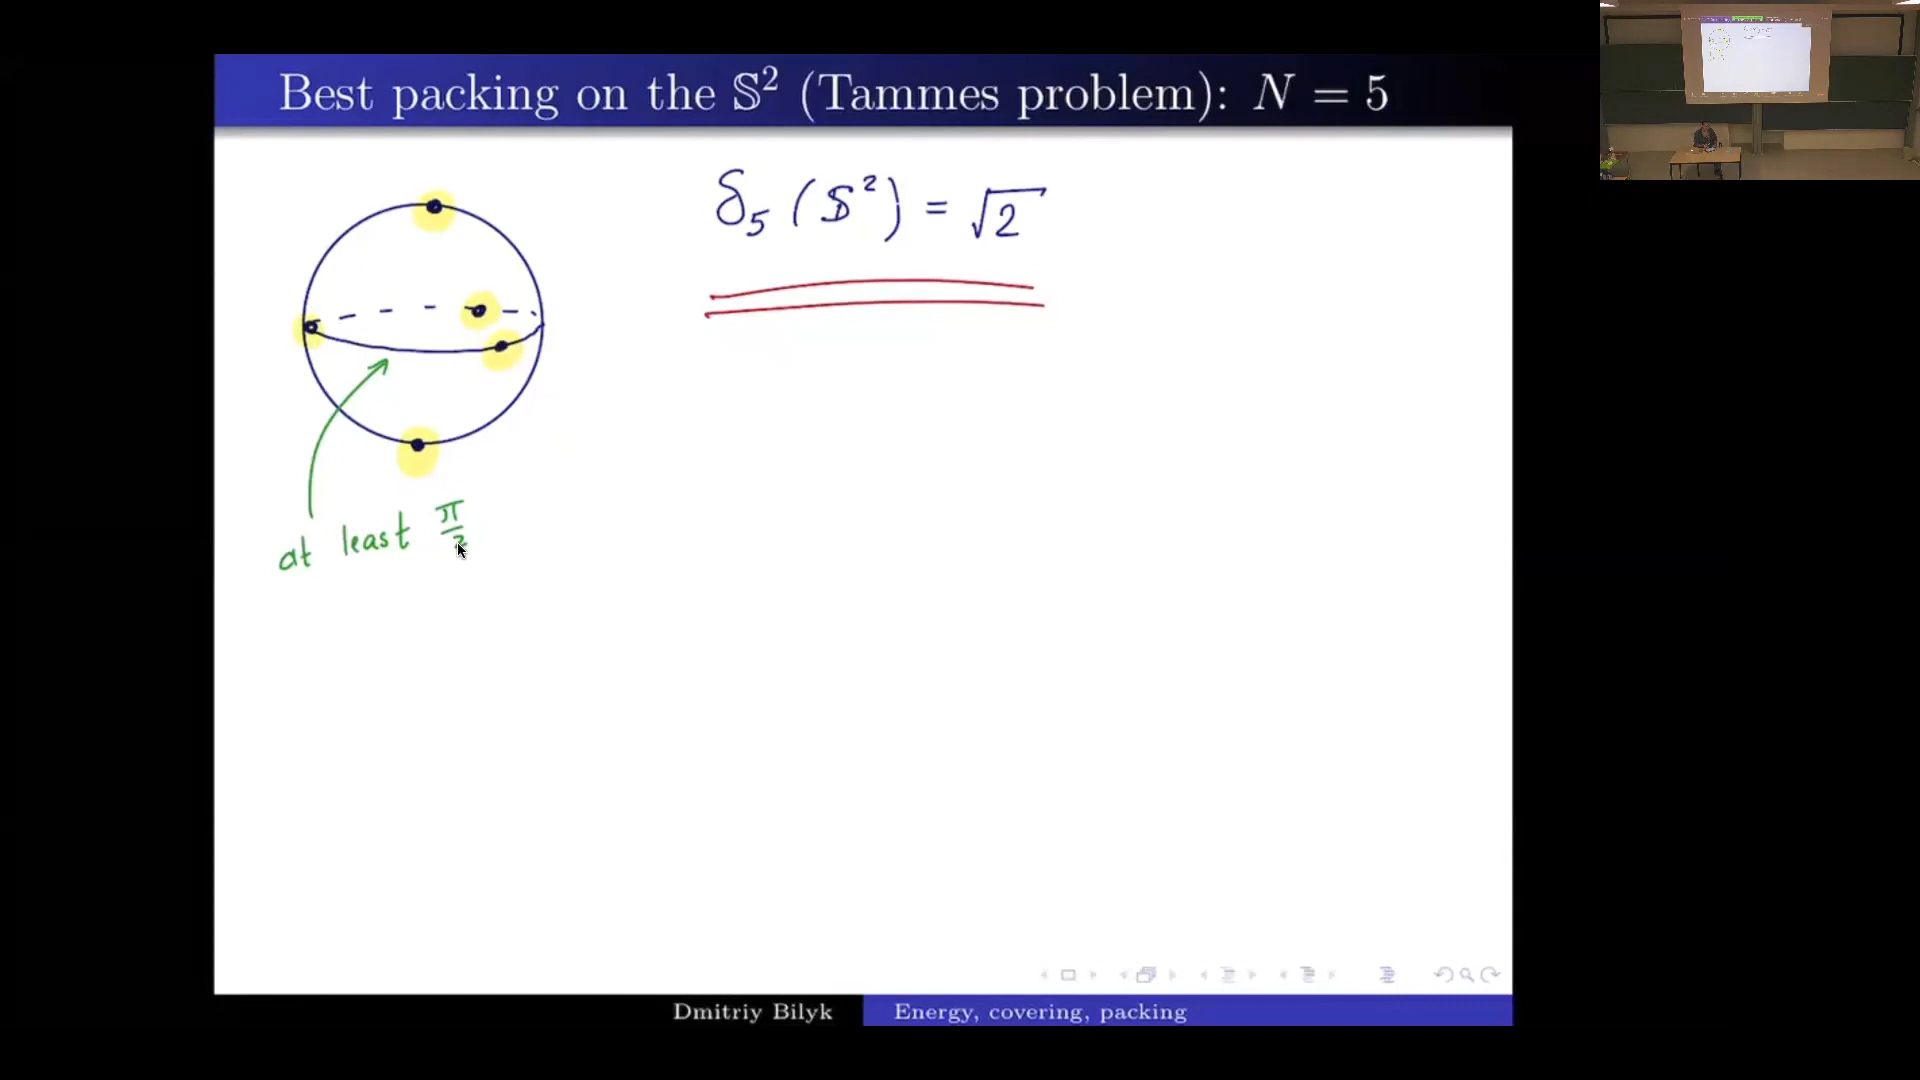 Best packing on the 𝕊² (Tammes problem): N = 5
δ₅ (𝕊²) = √2
at least π/2
Dmitriy Bilyk
Energy, covering, packing